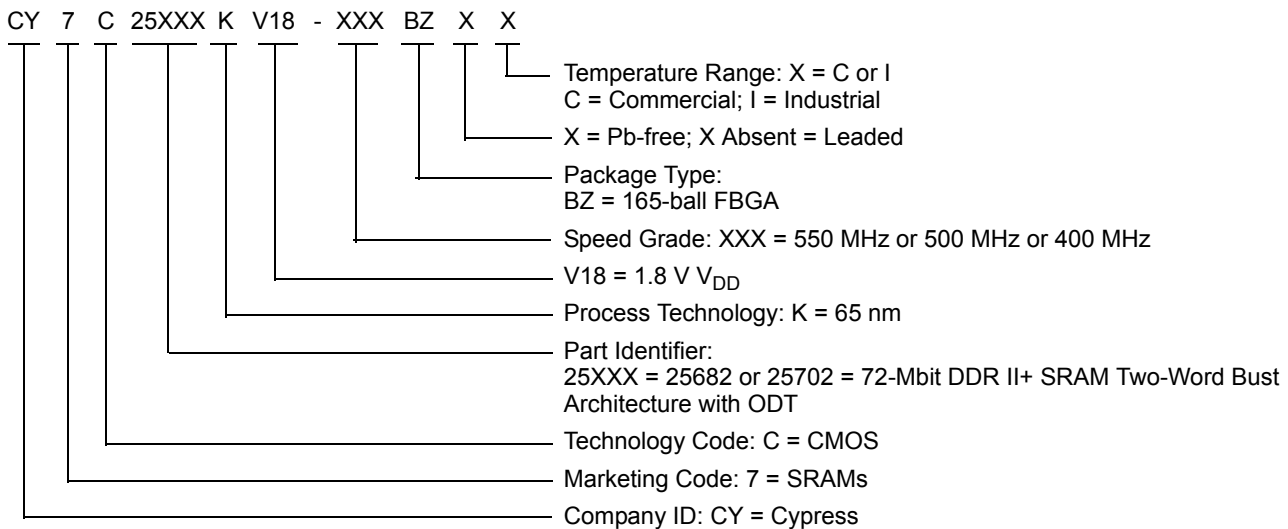 CY 7 C 25XXX K V18 - XXX BZ X X
Temperature Range: X = C or I
C = Commercial; I = Industrial
X = Pb-free; X Absent = Leaded
Package Type:
BZ = 165-ball FBGA
Speed Grade: XXX = 550 MHz or 500 MHz or 400 MHz
V18 = 1.8 V VDD
Process Technology: K = 65 nm
Part Identifier:
25XXX = 25682 or 25702 = 72-Mbit DDR II+ SRAM Two-Word Bust
Architecture with ODT
Technology Code: C = CMOS
Marketing Code: 7 = SRAMs
Company ID: CY = Cypress